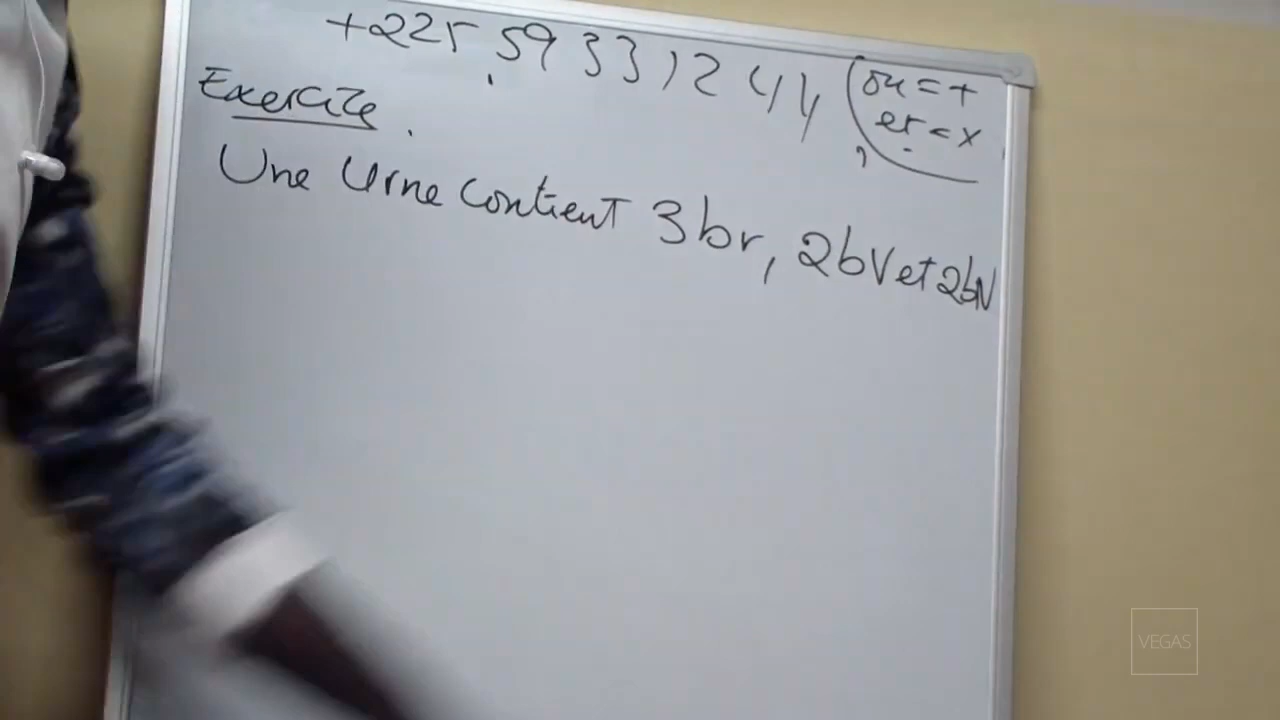 +225 59 33 12 44 (ou = +
et = x
Exercice.
Une Urne Contient 3br, 2bV et 2bN
VEGAS